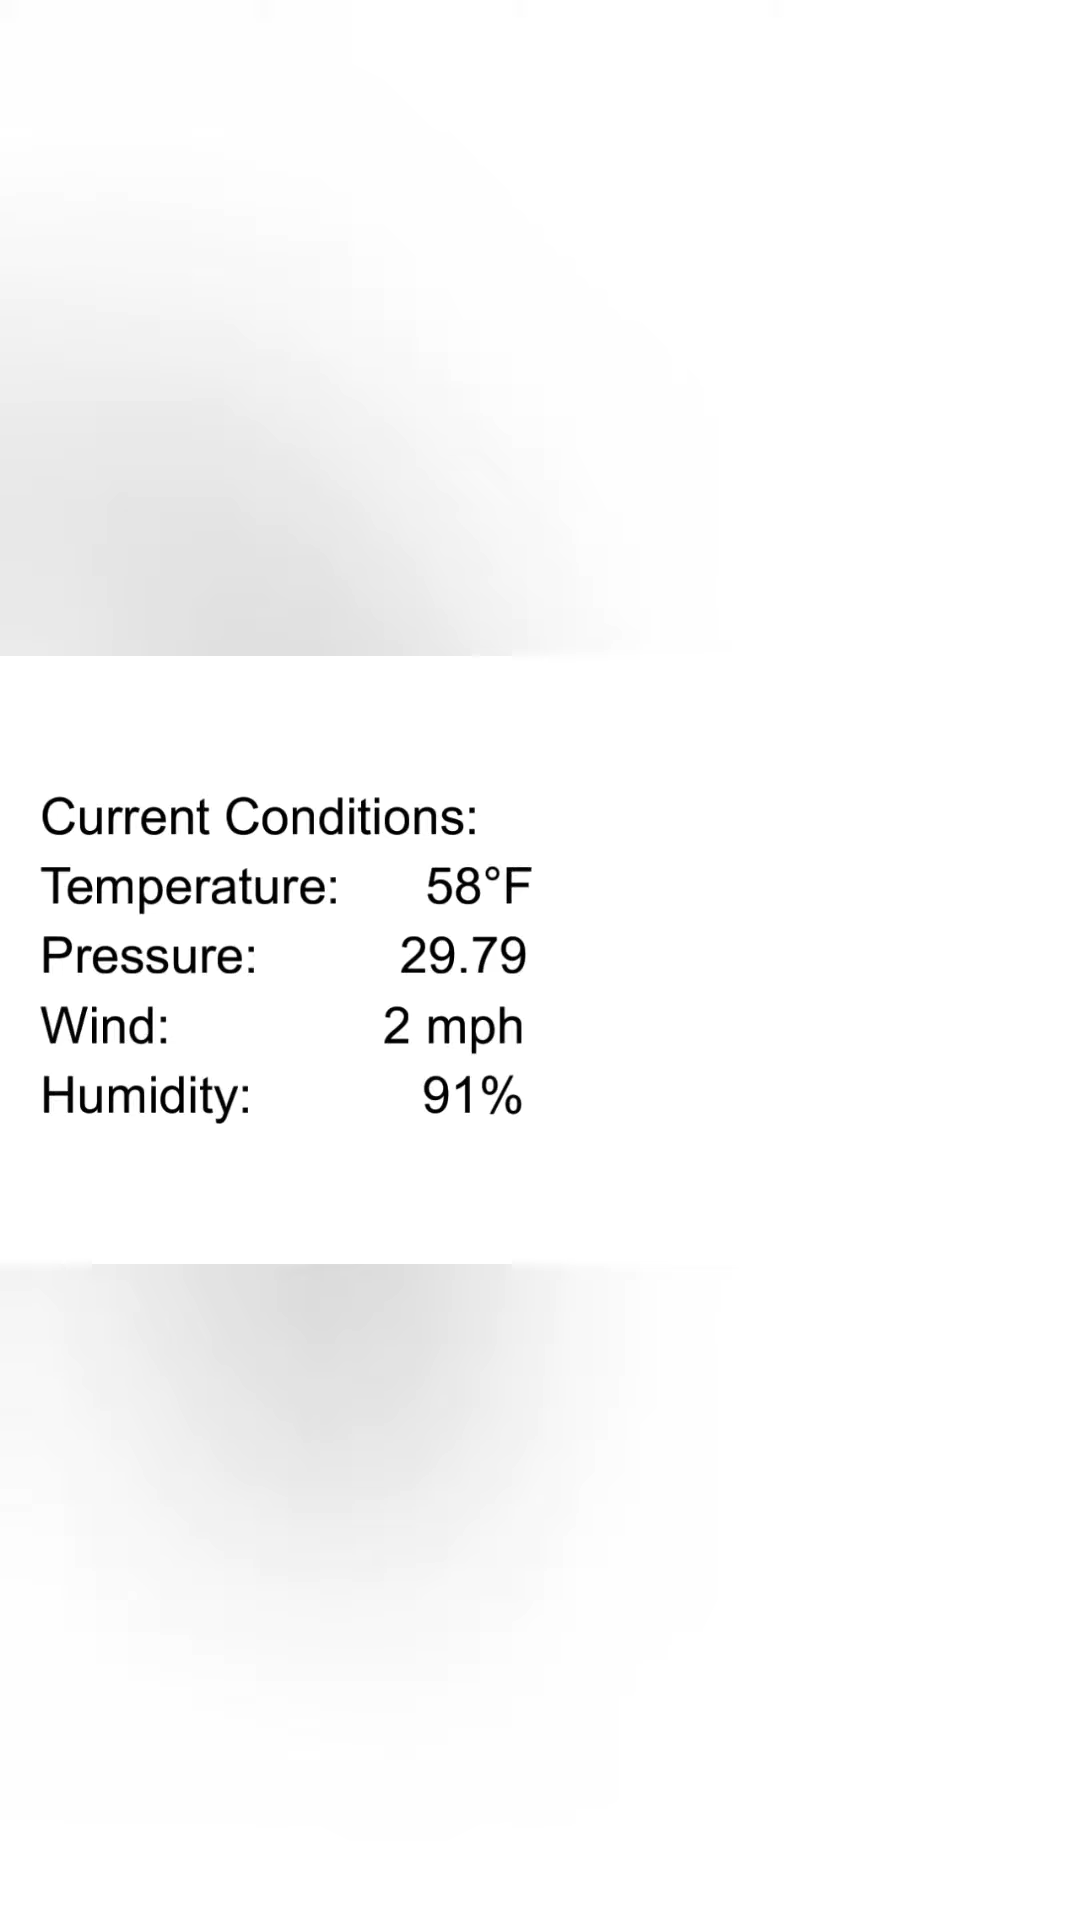 Current Conditions:
Temperature: 58°F
Pressure: 29.79
Wind: 2 mph
Humidity: 91%